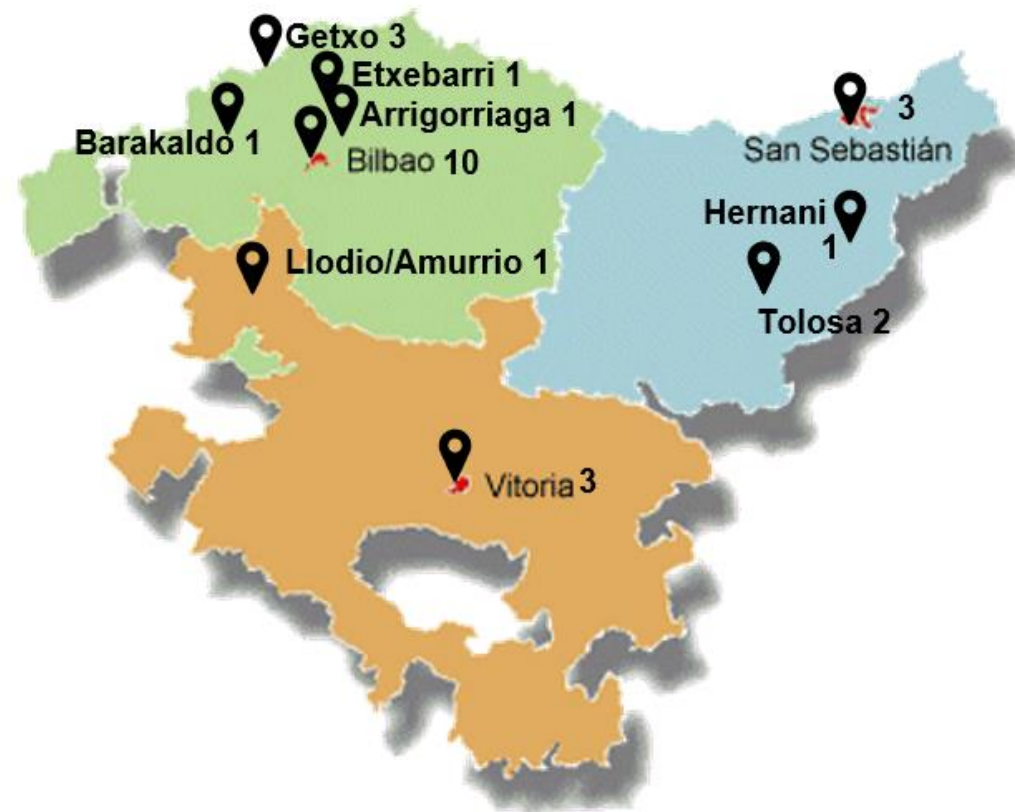 Getxo 3
Etxebarri 1
Arrigorriaga 1
Barakaldo 1
Bilbao 10
3
San Sebastián
Hernani
1
Llodio/Amurrio 1
Tolosa 2
Vitoria 3